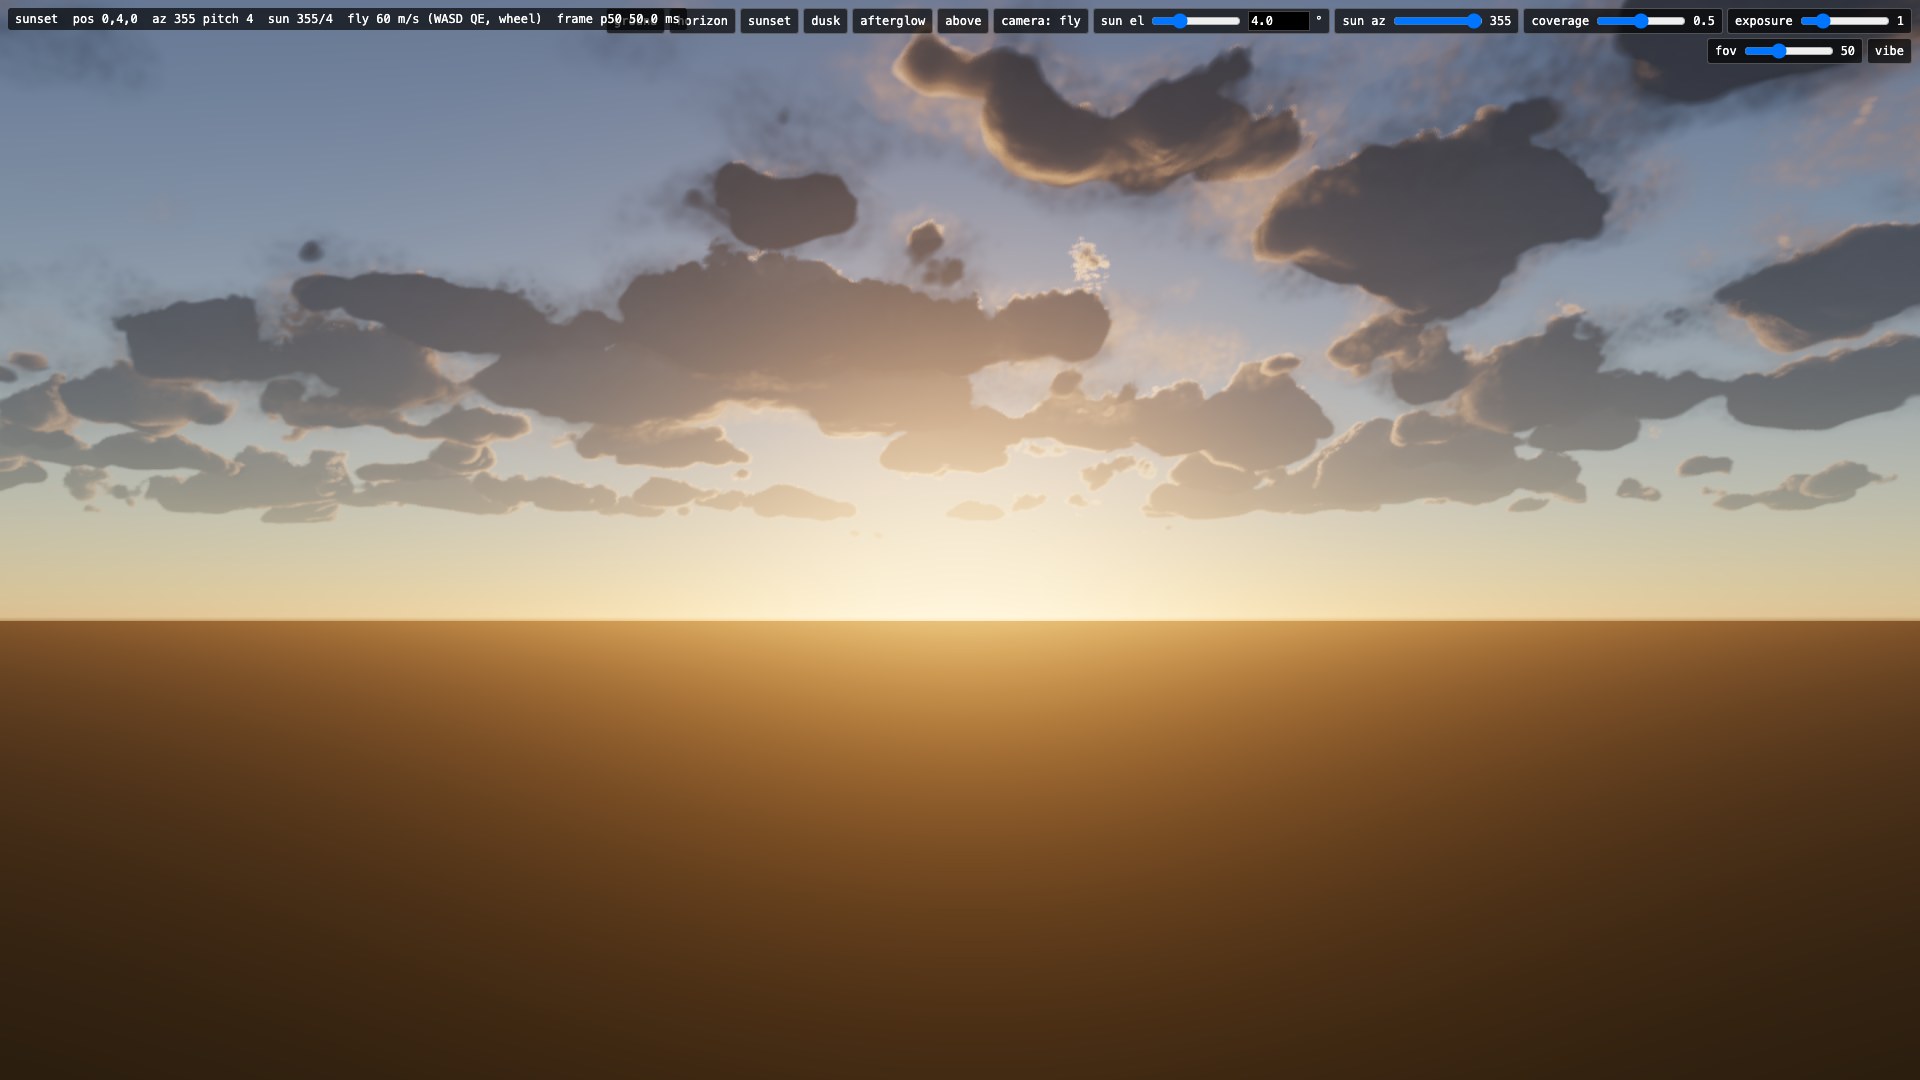 sunset pos 0,4,0 az 355 pitch 4 sun 355/4 fly 60 m/s (WASD QE, wheel) frame p50 50.0 ms
horizon sunset dusk afterglow above camera: fly sun el 4.0 ° sun az 355 coverage 0.5 exposure 1
fov 50 vibe